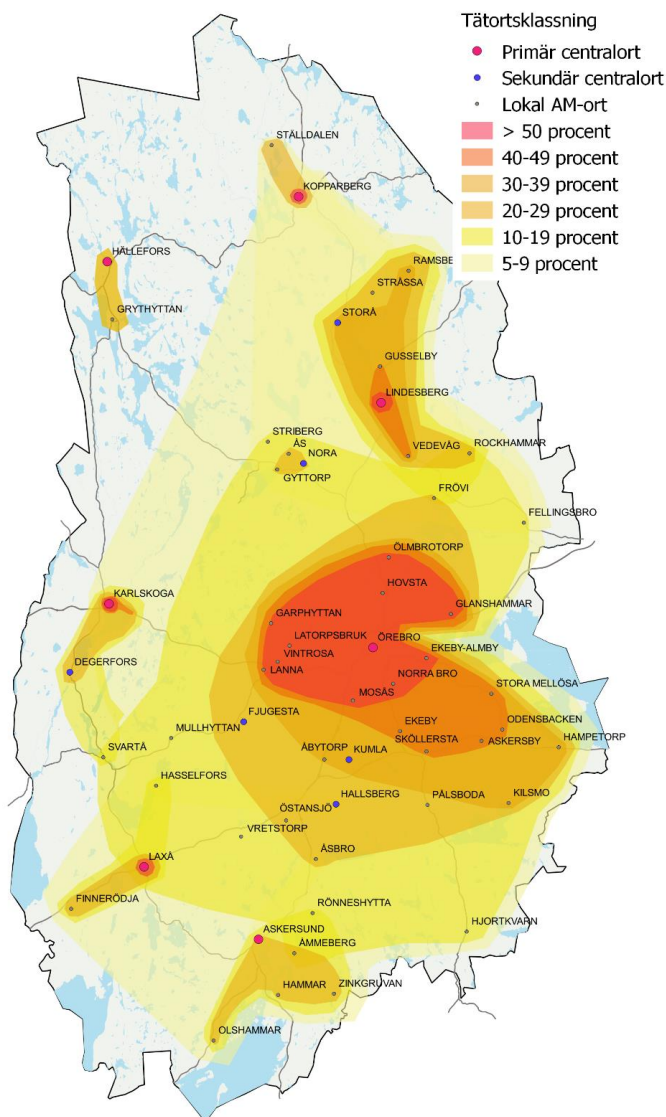 Tätortsklassning
Primär centralort
Sekundär centralort
Lokal AM-ort
> 50 procent
40-49 procent
30-39 procent
20-29 procent
10-19 procent
5-9 procent
STÄLLDALEN
KOPPARBERG
HÄLLEFORS
RAMSBE
STRÅSSA
GRYTHYTTAN
STORÅ
GUSSELBY
LINDESBERG
STRIBERG
ÅS
NORA
VEDEVÅG
ROCKHAMMAR
GYTTORP
FRÖVI
FELLINGSBRO
ÖLMBROTORP
HOVSTA
KARLSKOGA
GARPHYTTAN
GLANSHAMMAR
LATORPSBRUK
ÖREBRO
VINTROSA
EKEBY-ALMBY
DEGERFORS
LANNA
NORRA BRO
STORA MELLÖSA
MOSÅS
FJUGESTA
EKEBY
ODENSBACKEN
MULLHYTTAN
SKÖLLERSTA
ASKERSBY
HAMPETORP
SVARTÅ
ÅBYTORP
KUMLA
HASSELFORS
HALLSBERG
PÅLSBODA
KILSMO
ÖSTANSJÖ
VRETSTORP
LAXÅ
ÅSBRO
FINNERÖDJA
RÖNNESHYTTA
ASKERSUND
HJORTKVARN
ÅMMEBERG
HAMMAR
ZINKGRUVAN
OLSHAMMAR